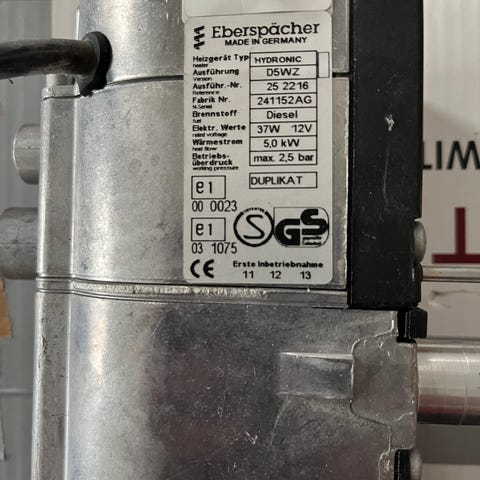 Eberspächer
MADE IN GERMANY
Heizgerät Typ HYDRONIC
heater
Ausführung D5WZ
Version
Ausführ.-Nr. 25 2216
Reference
Fabrik Nr. 241152AG
N-Serial
Brennstoff Diesel
fuel
Elektr. Werte 37W 12V
rated voltage
Wärmestrom 5,0 kW
heat flow
Betriebs-
überdruck max. 2,5 bar
working pressure
e1 DUPLIKAT
00 0023
e1
03 1075
S
GS
CE Erste Inbetriebnahme
11 12 13
LIM